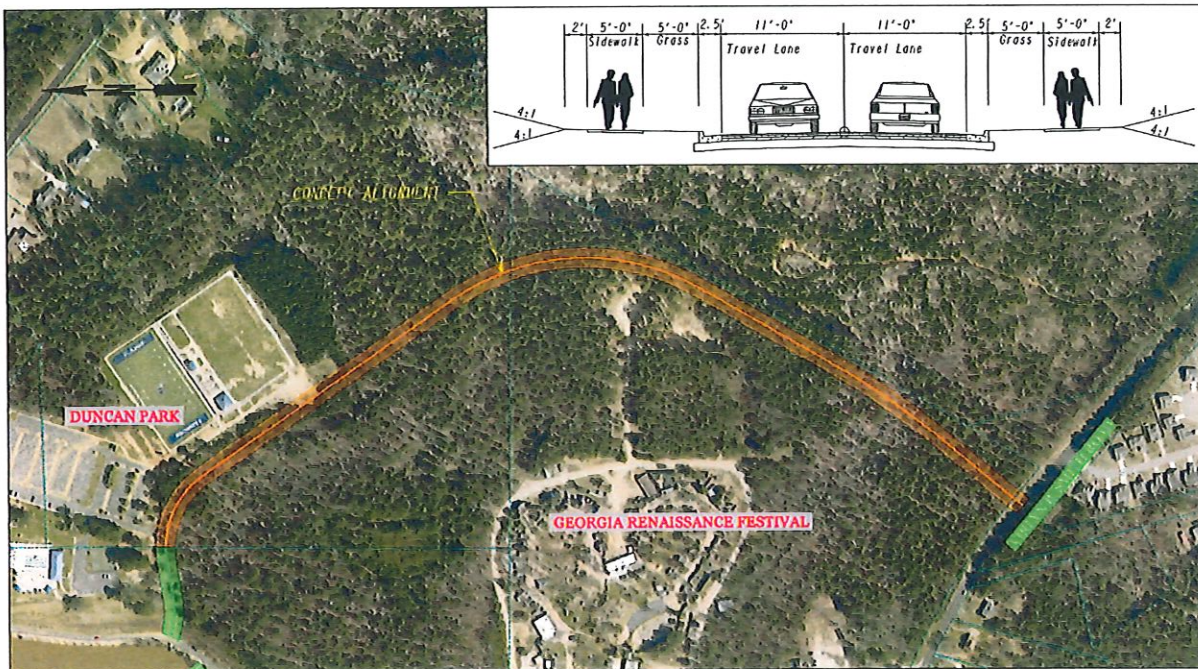 2' 5'-0" 5'-0" 2.5' 11'-0" 11'-0" 2.5' 5'-0" 5'-0" 2'
Sidewalk Grass Travel Lane Travel Lane Grass Sidewalk
4:1 4:1
4:1 4:1
N
CONCEPT ALIGNMENT
DUNCAN PARK
GEORGIA RENAISSANCE FESTIVAL